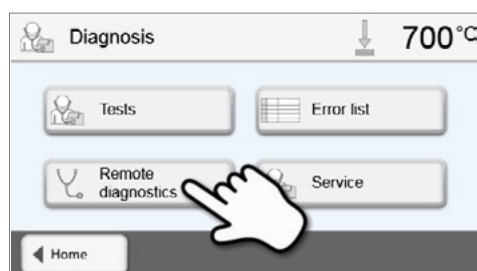 Diagnosis 700°C
Tests
Error list
Remote
diagnostics
Service
Home